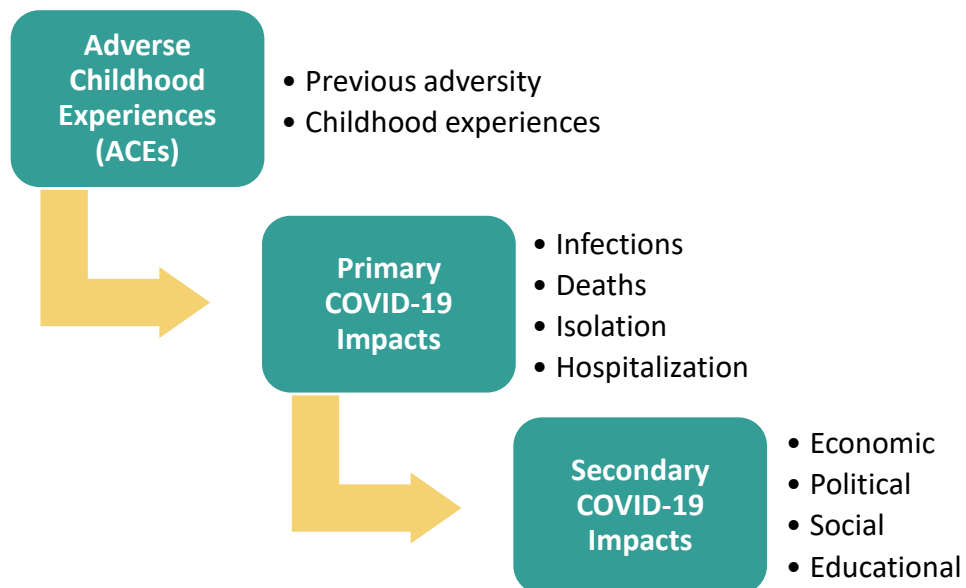 Adverse
Childhood
Experiences
(ACEs)
• Previous adversity
• Childhood experiences
Primary
COVID-19
Impacts
• Infections
• Deaths
• Isolation
• Hospitalization
Secondary
COVID-19
Impacts
• Economic
• Political
• Social
• Educational